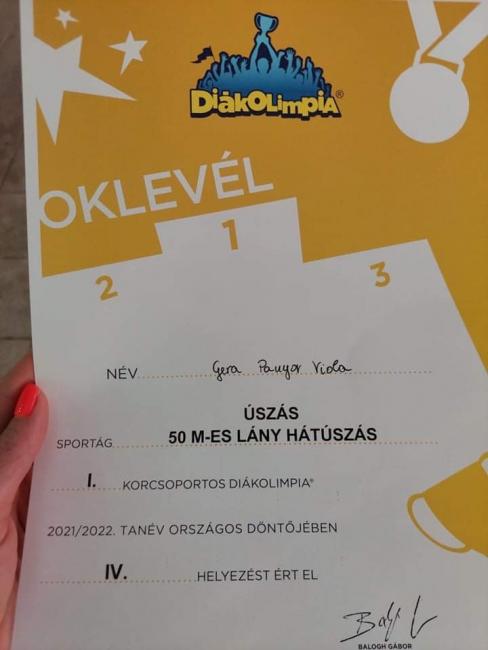 DiákOLimpiA®
OKLEVÉL
1
2
3
NÉV Gera Panyor Viola
ÚSZÁS
SPORTÁG 50 M-ES LÁNY HÁTÚSZÁS
I. KORCSOPORTOS DIÁKOLIMPIA®
2021/2022. TANÉV ORSZÁGOS DÖNTŐJÉBEN
IV. HELYEZÉST ÉRT EL
BALOGH GÁBOR